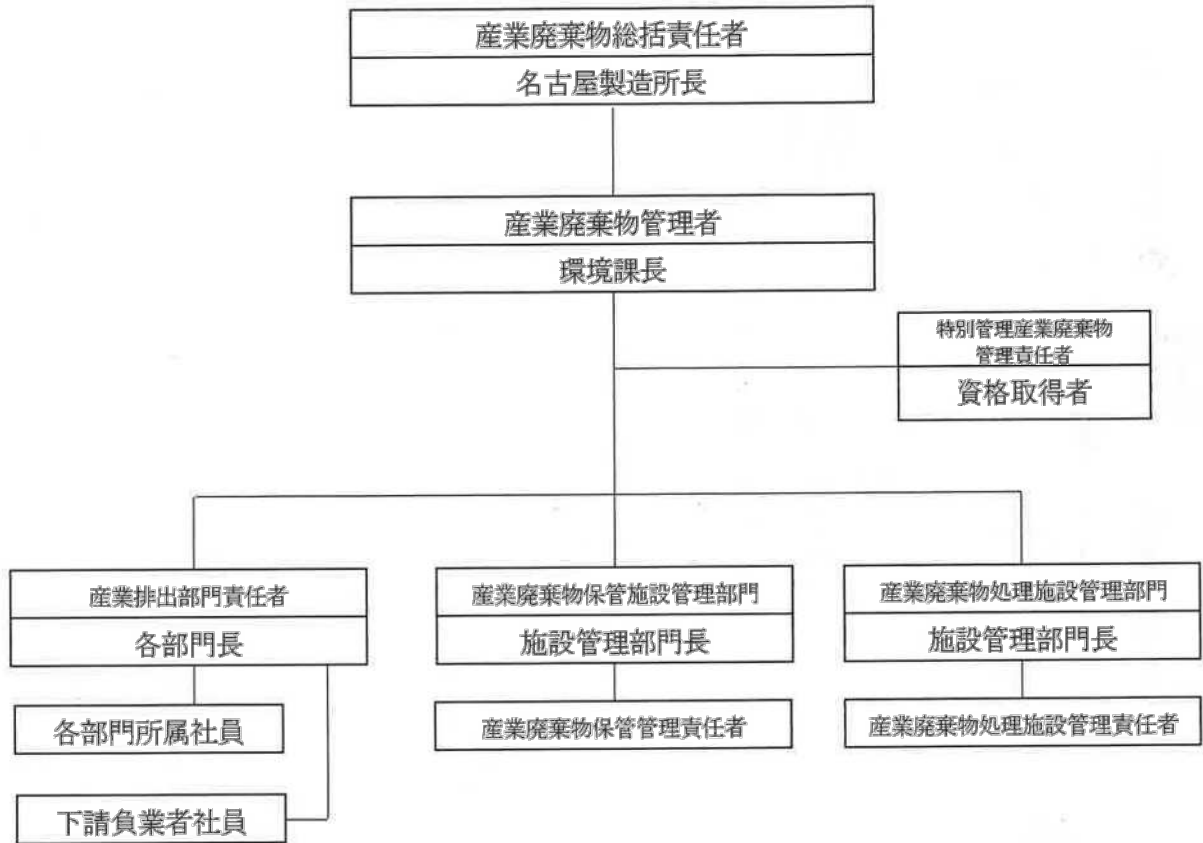 産業廃棄物総括責任者
名古屋製造所長
産業廃棄物管理者
環境課長
特別管理産業廃棄物
管理責任者
資格取得者
産業排出部門責任者
各部門長
産業廃棄物保管施設管理部門
施設管理部門長
産業廃棄物処理施設管理部門
施設管理部門長
各部門所属社員
産業廃棄物保管管理責任者
産業廃棄物処理施設管理責任者
下請負業者社員